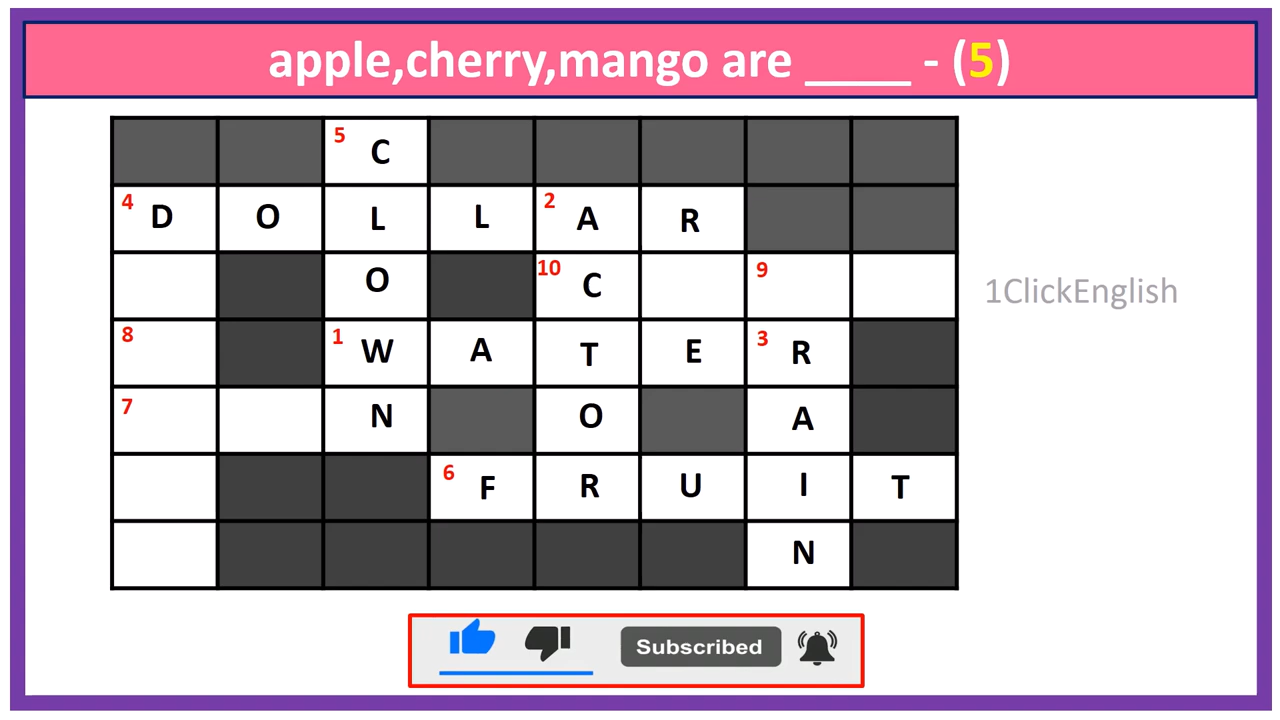 apple,cherry,mango are ____ - (5)
5 C
4 D O L L 2 A R
O 10 C 9
1ClickEnglish
8 1 W A T E 3 R
7 N O A
6 F R U I T
N
Subscribed